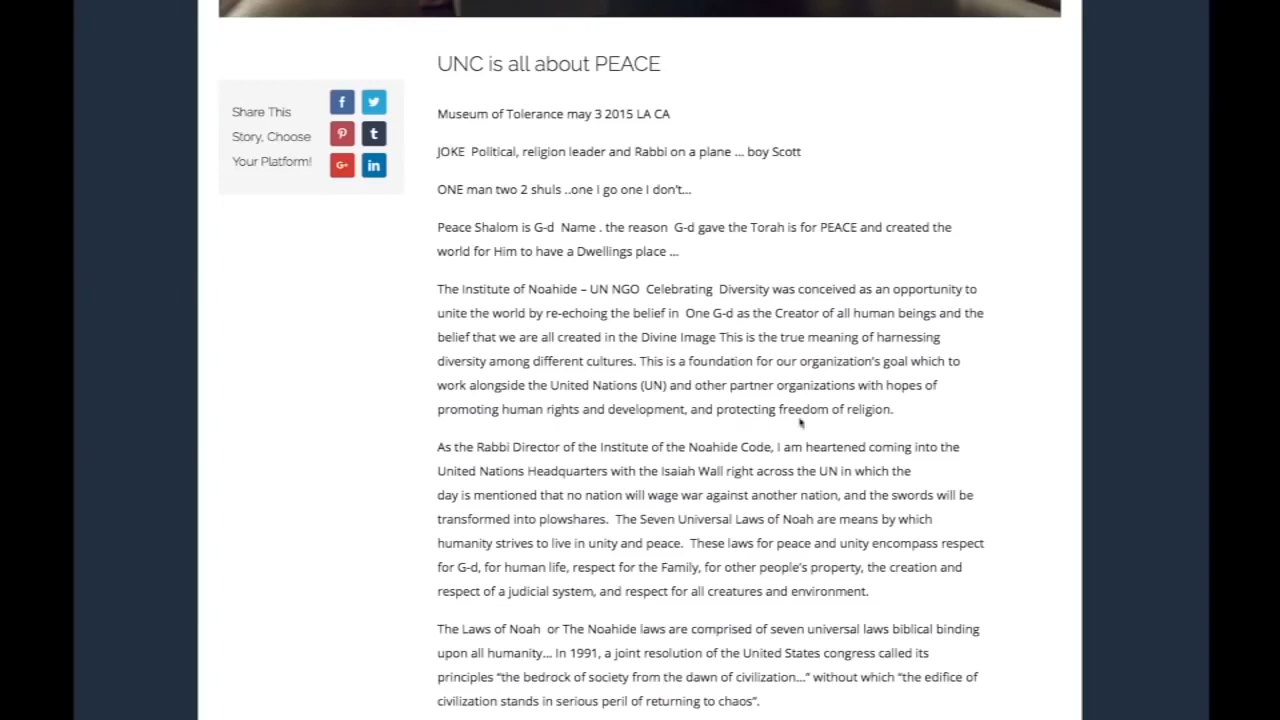 UNC is all about PEACE
Share This
Story, Choose
Your Platform!
f
t
G+
in
Museum of Tolerance may 3 2015 LA CA
JOKE  Political, religion leader and Rabbi on a plane ... boy Scott
ONE man two 2 shuls ..one I go one I don't...
Peace Shalom is G-d  Name . the reason  G-d gave the Torah is for PEACE and created the
world for Him to have a Dwellings place ...
The Institute of Noahide – UN NGO  Celebrating  Diversity was conceived as an opportunity to
unite the world by re-echoing the belief in  One G-d as the Creator of all human beings and the
belief that we are all created in the Divine Image This is the true meaning of harnessing
diversity among different cultures. This is a foundation for our organization's goal which to
work alongside the United Nations (UN) and other partner organizations with hopes of
promoting human rights and development, and protecting freedom of religion.
As the Rabbi Director of the Institute of the Noahide Code, I am heartened coming into the
United Nations Headquarters with the Isaiah Wall right across the UN in which the
day is mentioned that no nation will wage war against another nation, and the swords will be
transformed into plowshares.  The Seven Universal Laws of Noah are means by which
humanity strives to live in unity and peace.  These laws for peace and unity encompass respect
for G-d, for human life, respect for the Family, for other people's property, the creation and
respect of a judicial system, and respect for all creatures and environment.
The Laws of Noah  or The Noahide laws are comprised of seven universal laws biblical binding
upon all humanity... In 1991, a joint resolution of the United States congress called its
principles "the bedrock of society from the dawn of civilization..." without which "the edifice of
civilization stands in serious peril of returning to chaos".